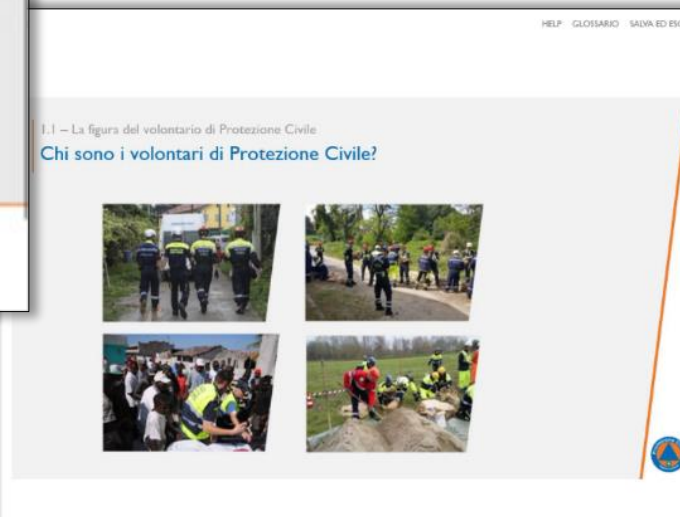 HELP GLOSSARIO SALVA ED
1.1 – La figura del volontario di Protezione Civile
Chi sono i volontari di Protezione Civile?